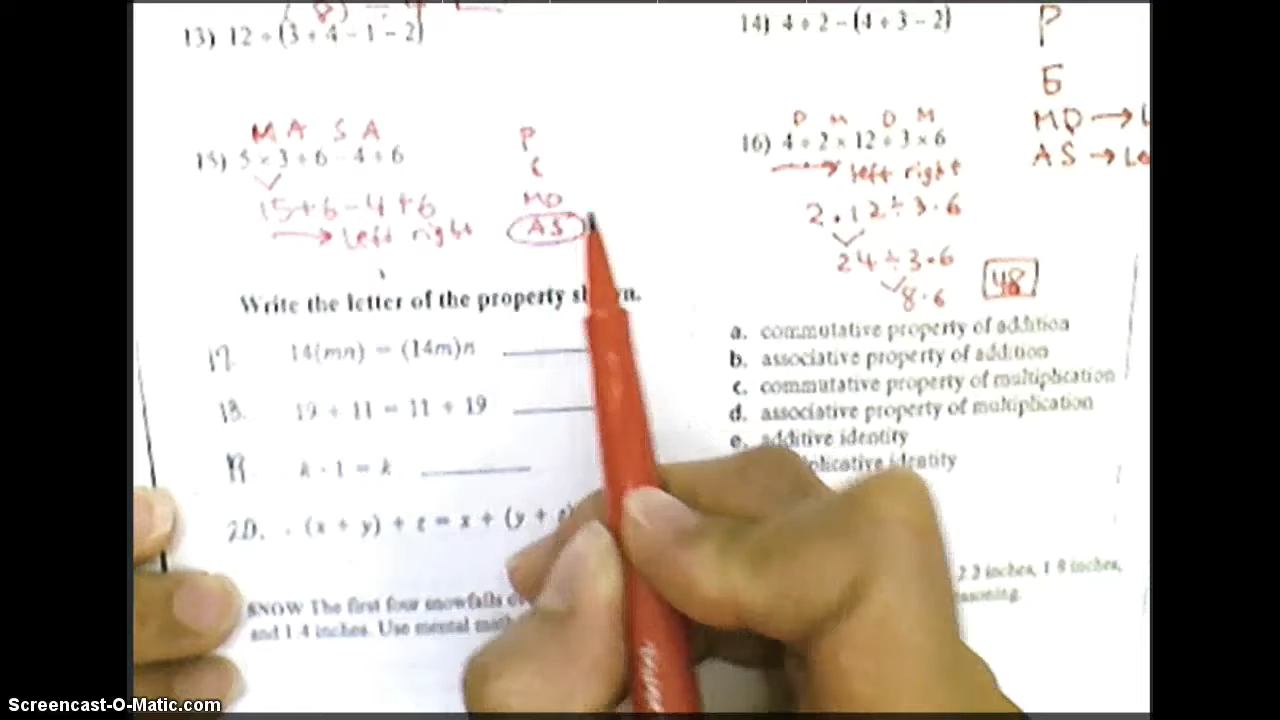 13) 12 ÷ (3 + 4 - 1 - 2)
M A S A
15) 5 × 3 + 6 - 4 + 6
15+6-4+6
→ left right
P
E
MD
AS
14) 4 ÷ 2 - (4 + 3 - 2)
P
E
MD →
AS →
D M D M
16) 4 ÷ 2 × 12 ÷ 3 × 6
→ left right
2 · 12 ÷ 3 · 6
24 ÷ 3 · 6
8 · 6
48
Write the letter of the property
17. 14(mn) = (14m)n
18. 19 + 11 = 11 + 19
19. k · 1 = k
20. (x + y) + z = x + (y +
a. commutative property of addition
b. associative property of addition
c. commutative property of multiplication
d. associative property of multiplication
e. additive identity
identity
SNOW The first four snowfalls
2.3 inches, 1.8 inches,
and 1.4 inches. Use mental
Screencast-O-Matic.com